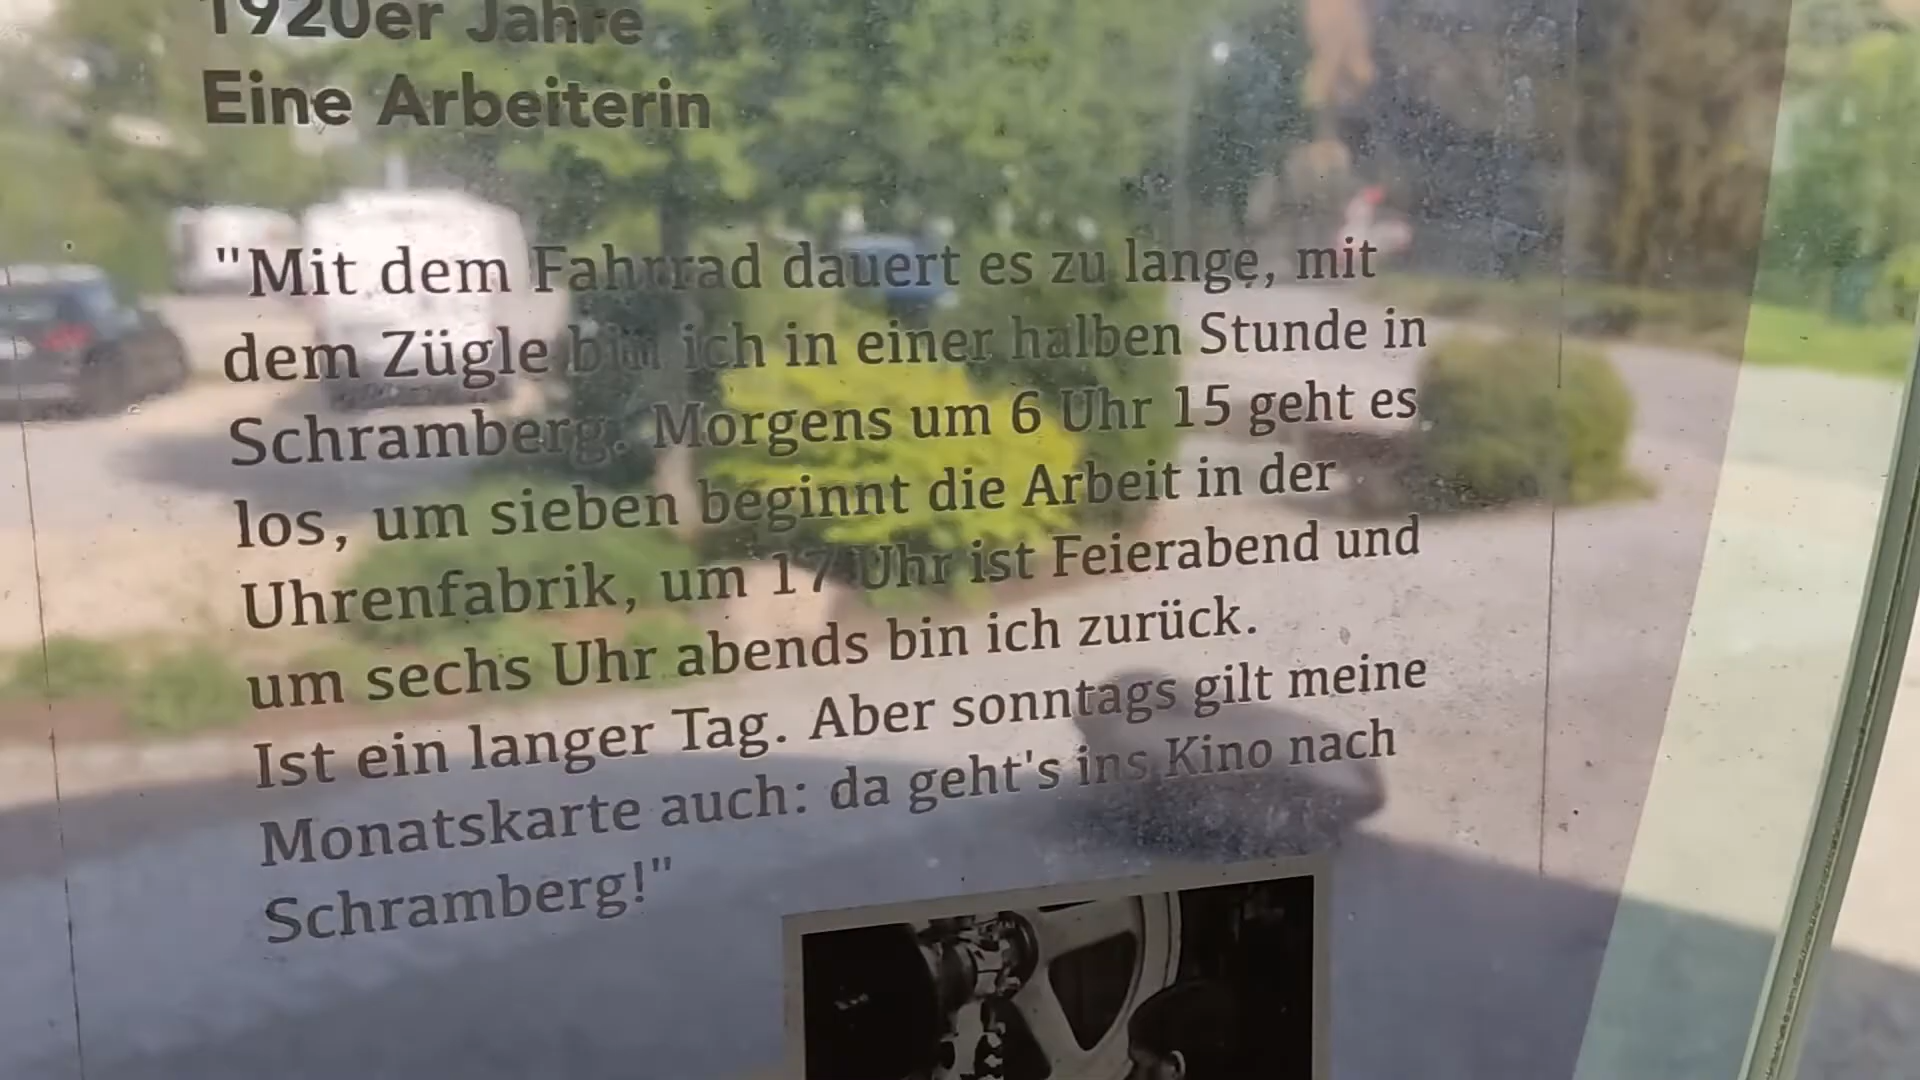 1920er Jahre
Eine Arbeiterin
"Mit dem Fahrrad dauert es zu lange, mit
dem Zügle bin ich in einer halben Stunde in
Schramberg. Morgens um 6 Uhr 15 geht es
los, um sieben beginnt die Arbeit in der
Uhrenfabrik, um 17 Uhr ist Feierabend und
um sechs Uhr abends bin ich zurück.
Ist ein langer Tag. Aber sonntags gilt meine
Monatskarte auch: da geht's ins Kino nach
Schramberg!"